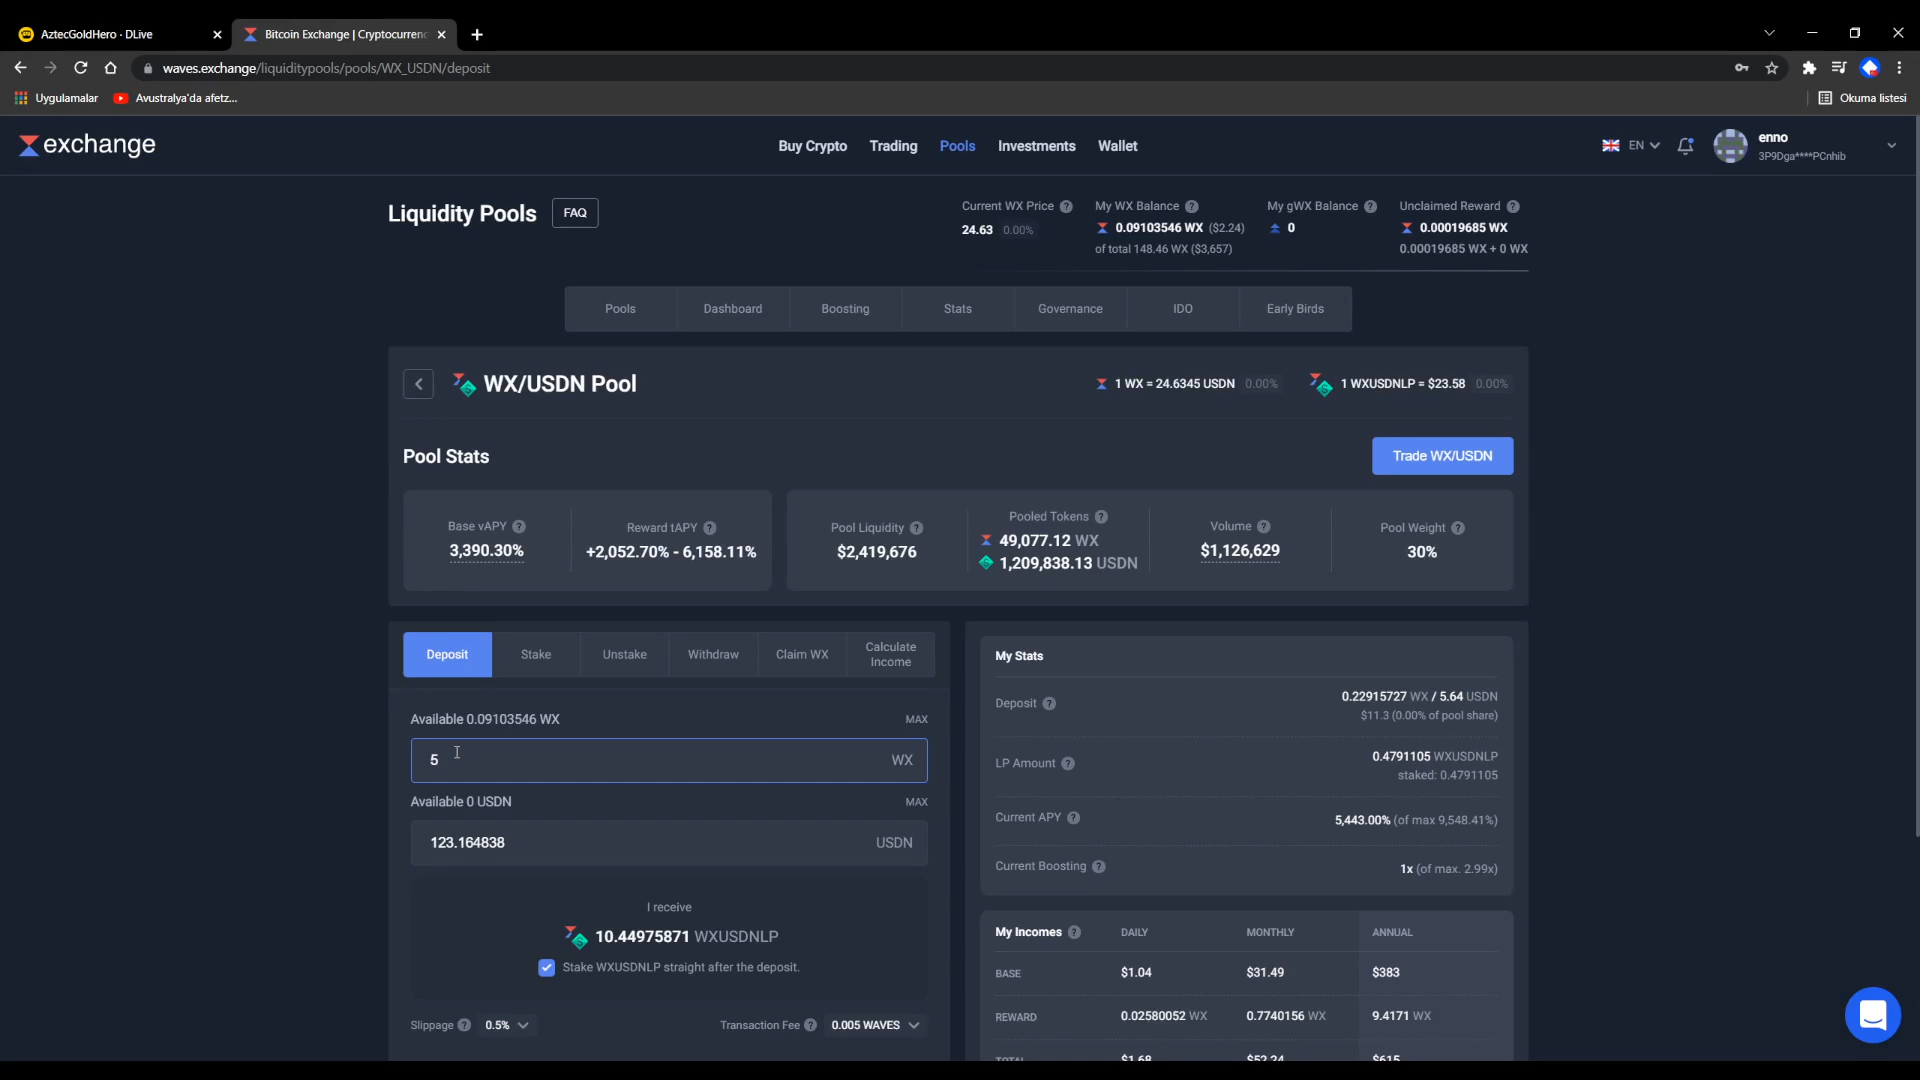 AztecGoldHero · DLive
Bitcoin Exchange | Cryptocurrenc
waves.exchange/liquiditypools/pools/WX_USDN/deposit
Uygulamalar
Avustralya'da afetz...
Okuma listesi
exchange
Buy Crypto
Trading
Pools
Investments
Wallet
EN
enno
3P9Dga****PCnhib
Liquidity Pools
FAQ
Current WX Price ?
24.63 0.00%
My WX Balance ?
0.09103546 WX ($2.24)
of total 148.46 WX ($3,657)
My gWX Balance ?
0
Unclaimed Reward ?
0.00019685 WX
0.00019685 WX + 0 WX
Pools
Dashboard
Boosting
Stats
Governance
IDO
Early Birds
WX/USDN Pool
1 WX = 24.6345 USDN 0.00%
1 WXUSDNLP = $23.58 0.00%
Pool Stats
Trade WX/USDN
Base vAPY ?
3,390.30%
Reward tAPY ?
+2,052.70% - 6,158.11%
Pool Liquidity ?
$2,419,676
Pooled Tokens ?
49,077.12 WX
1,209,838.13 USDN
Volume ?
$1,126,629
Pool Weight ?
30%
Deposit
Stake
Unstake
Withdraw
Claim WX
Calculate
Income
Available 0.09103546 WX
MAX
5
WX
Available 0 USDN
MAX
123.164838
USDN
I receive
10.44975871 WXUSDNLP
Stake WXUSDNLP straight after the deposit.
Slippage ? 0.5%
Transaction Fee ? 0.005 WAVES
My Stats
Deposit ?
0.22915727 WX / 5.64 USDN
$11.3 (0.00% of pool share)
LP Amount ?
0.4791105 WXUSDNLP
staked: 0.4791105
Current APY ?
5,443.00% (of max 9,548.41%)
Current Boosting ?
1x (of max. 2.99x)
My Incomes ?
DAILY
MONTHLY
ANNUAL
BASE
$1.04
$31.49
$383
REWARD
0.02580052 WX
0.7740156 WX
9.4171 WX
TOTAL
$1.68
$52.24
$615